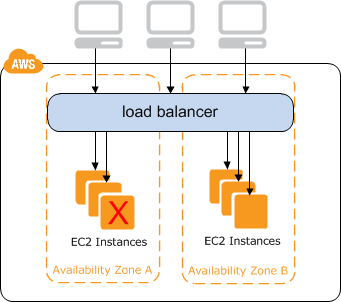 AWS
load balancer
X
EC2 Instances
EC2 Instances
Availability Zone A
Availability Zone B